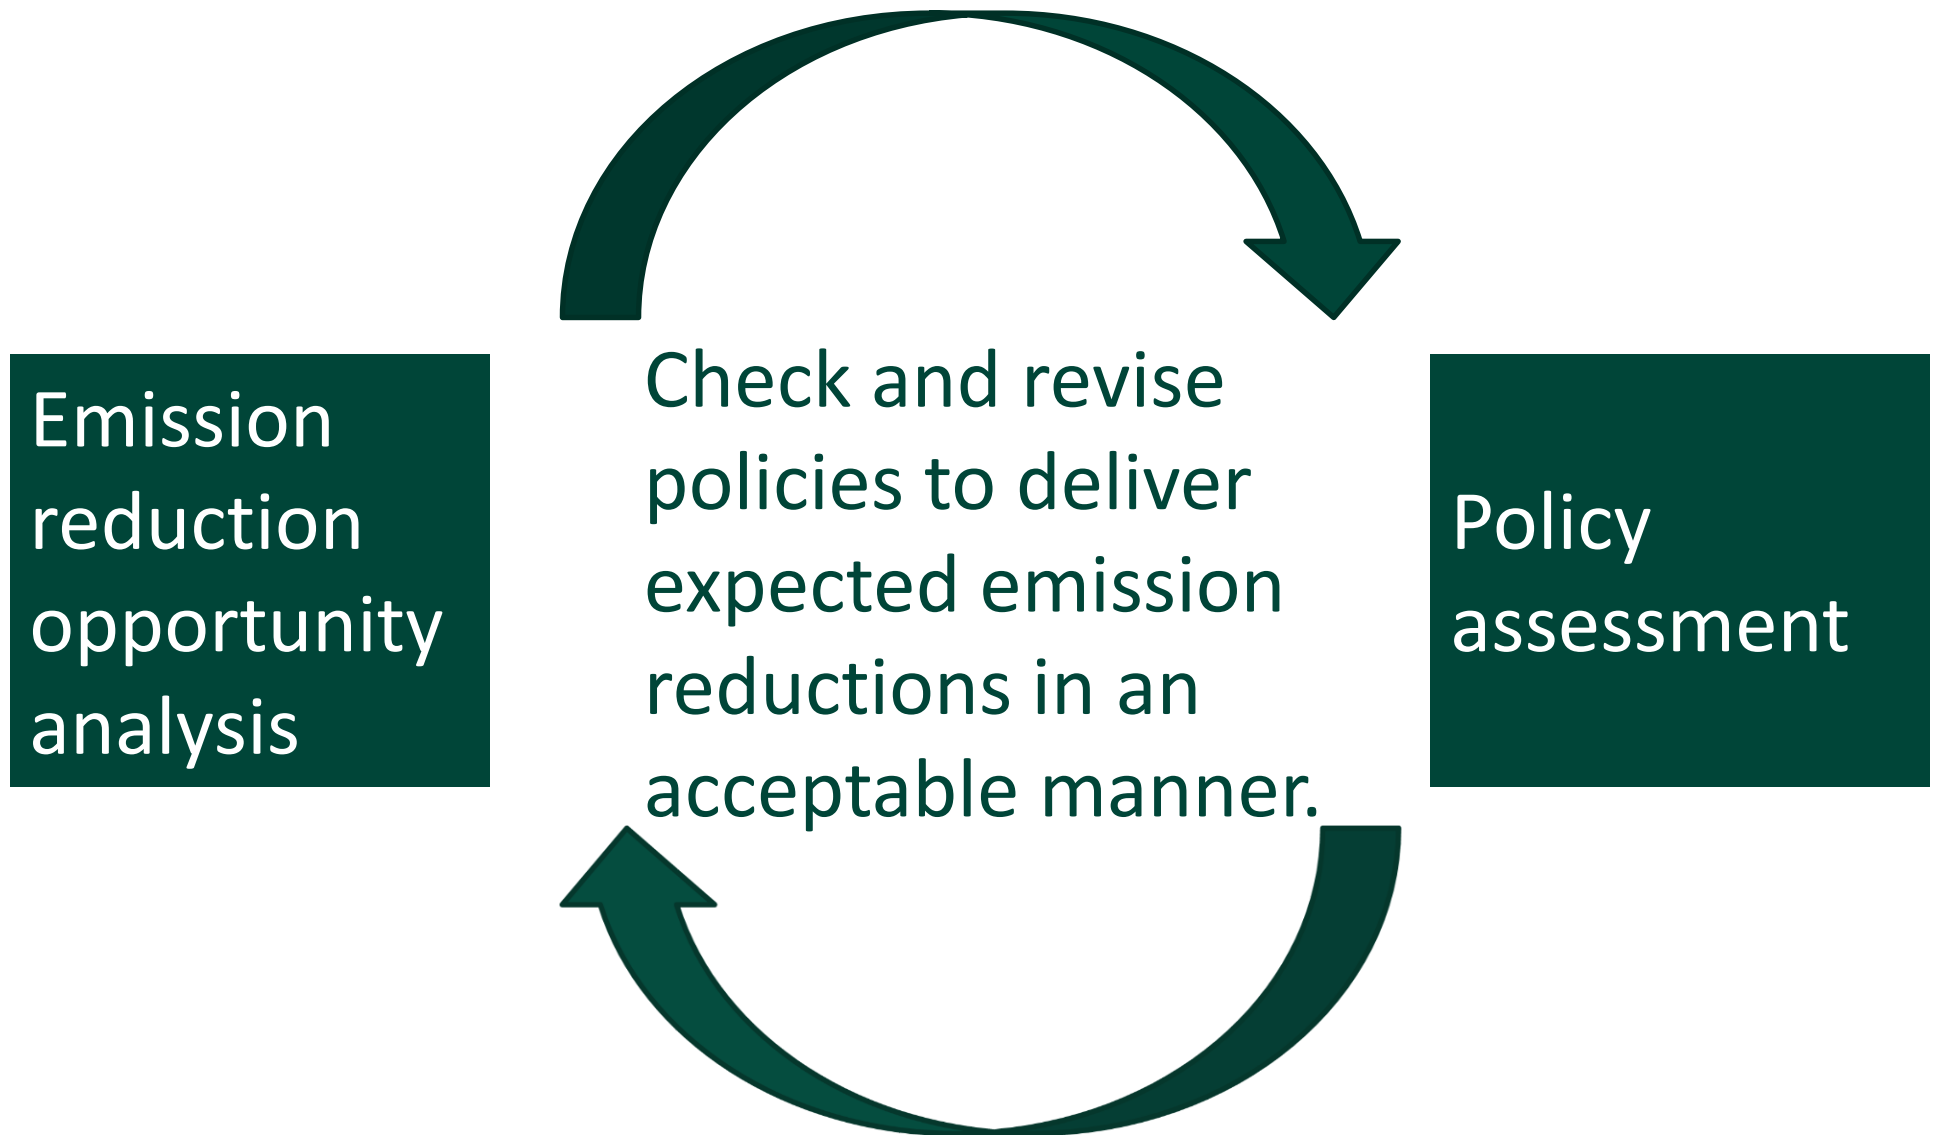 Emission
reduction
opportunity
analysis
Check and revise
policies to deliver
expected emission
reductions in an
acceptable manner.
Policy
assessment